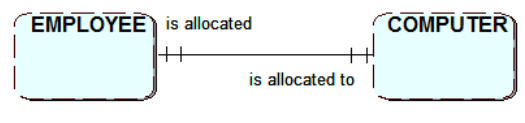 EMPLOYEE
is allocated
COMPUTER
is allocated to